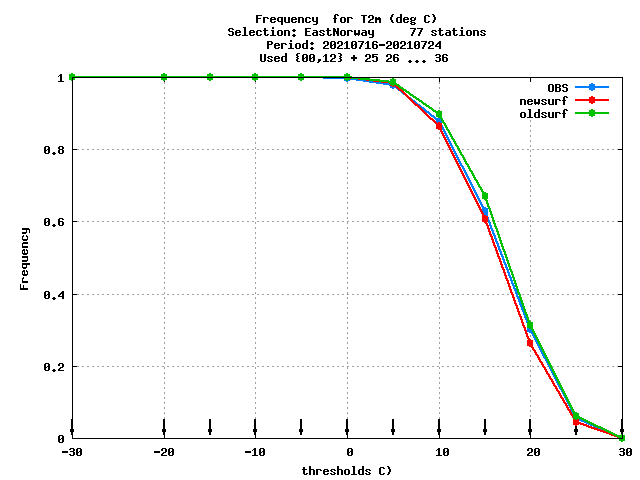 Frequency  for T2m (deg C)
Selection: EastNorway     77 stations
Period: 20210716-20210724
Used {00,12} + 25 26 ... 36
OBS
newsurf
oldsurf
Frequency
1
0.8
0.6
0.4
0.2
0
-30 -20 -10 0 10 20 30
thresholds C)